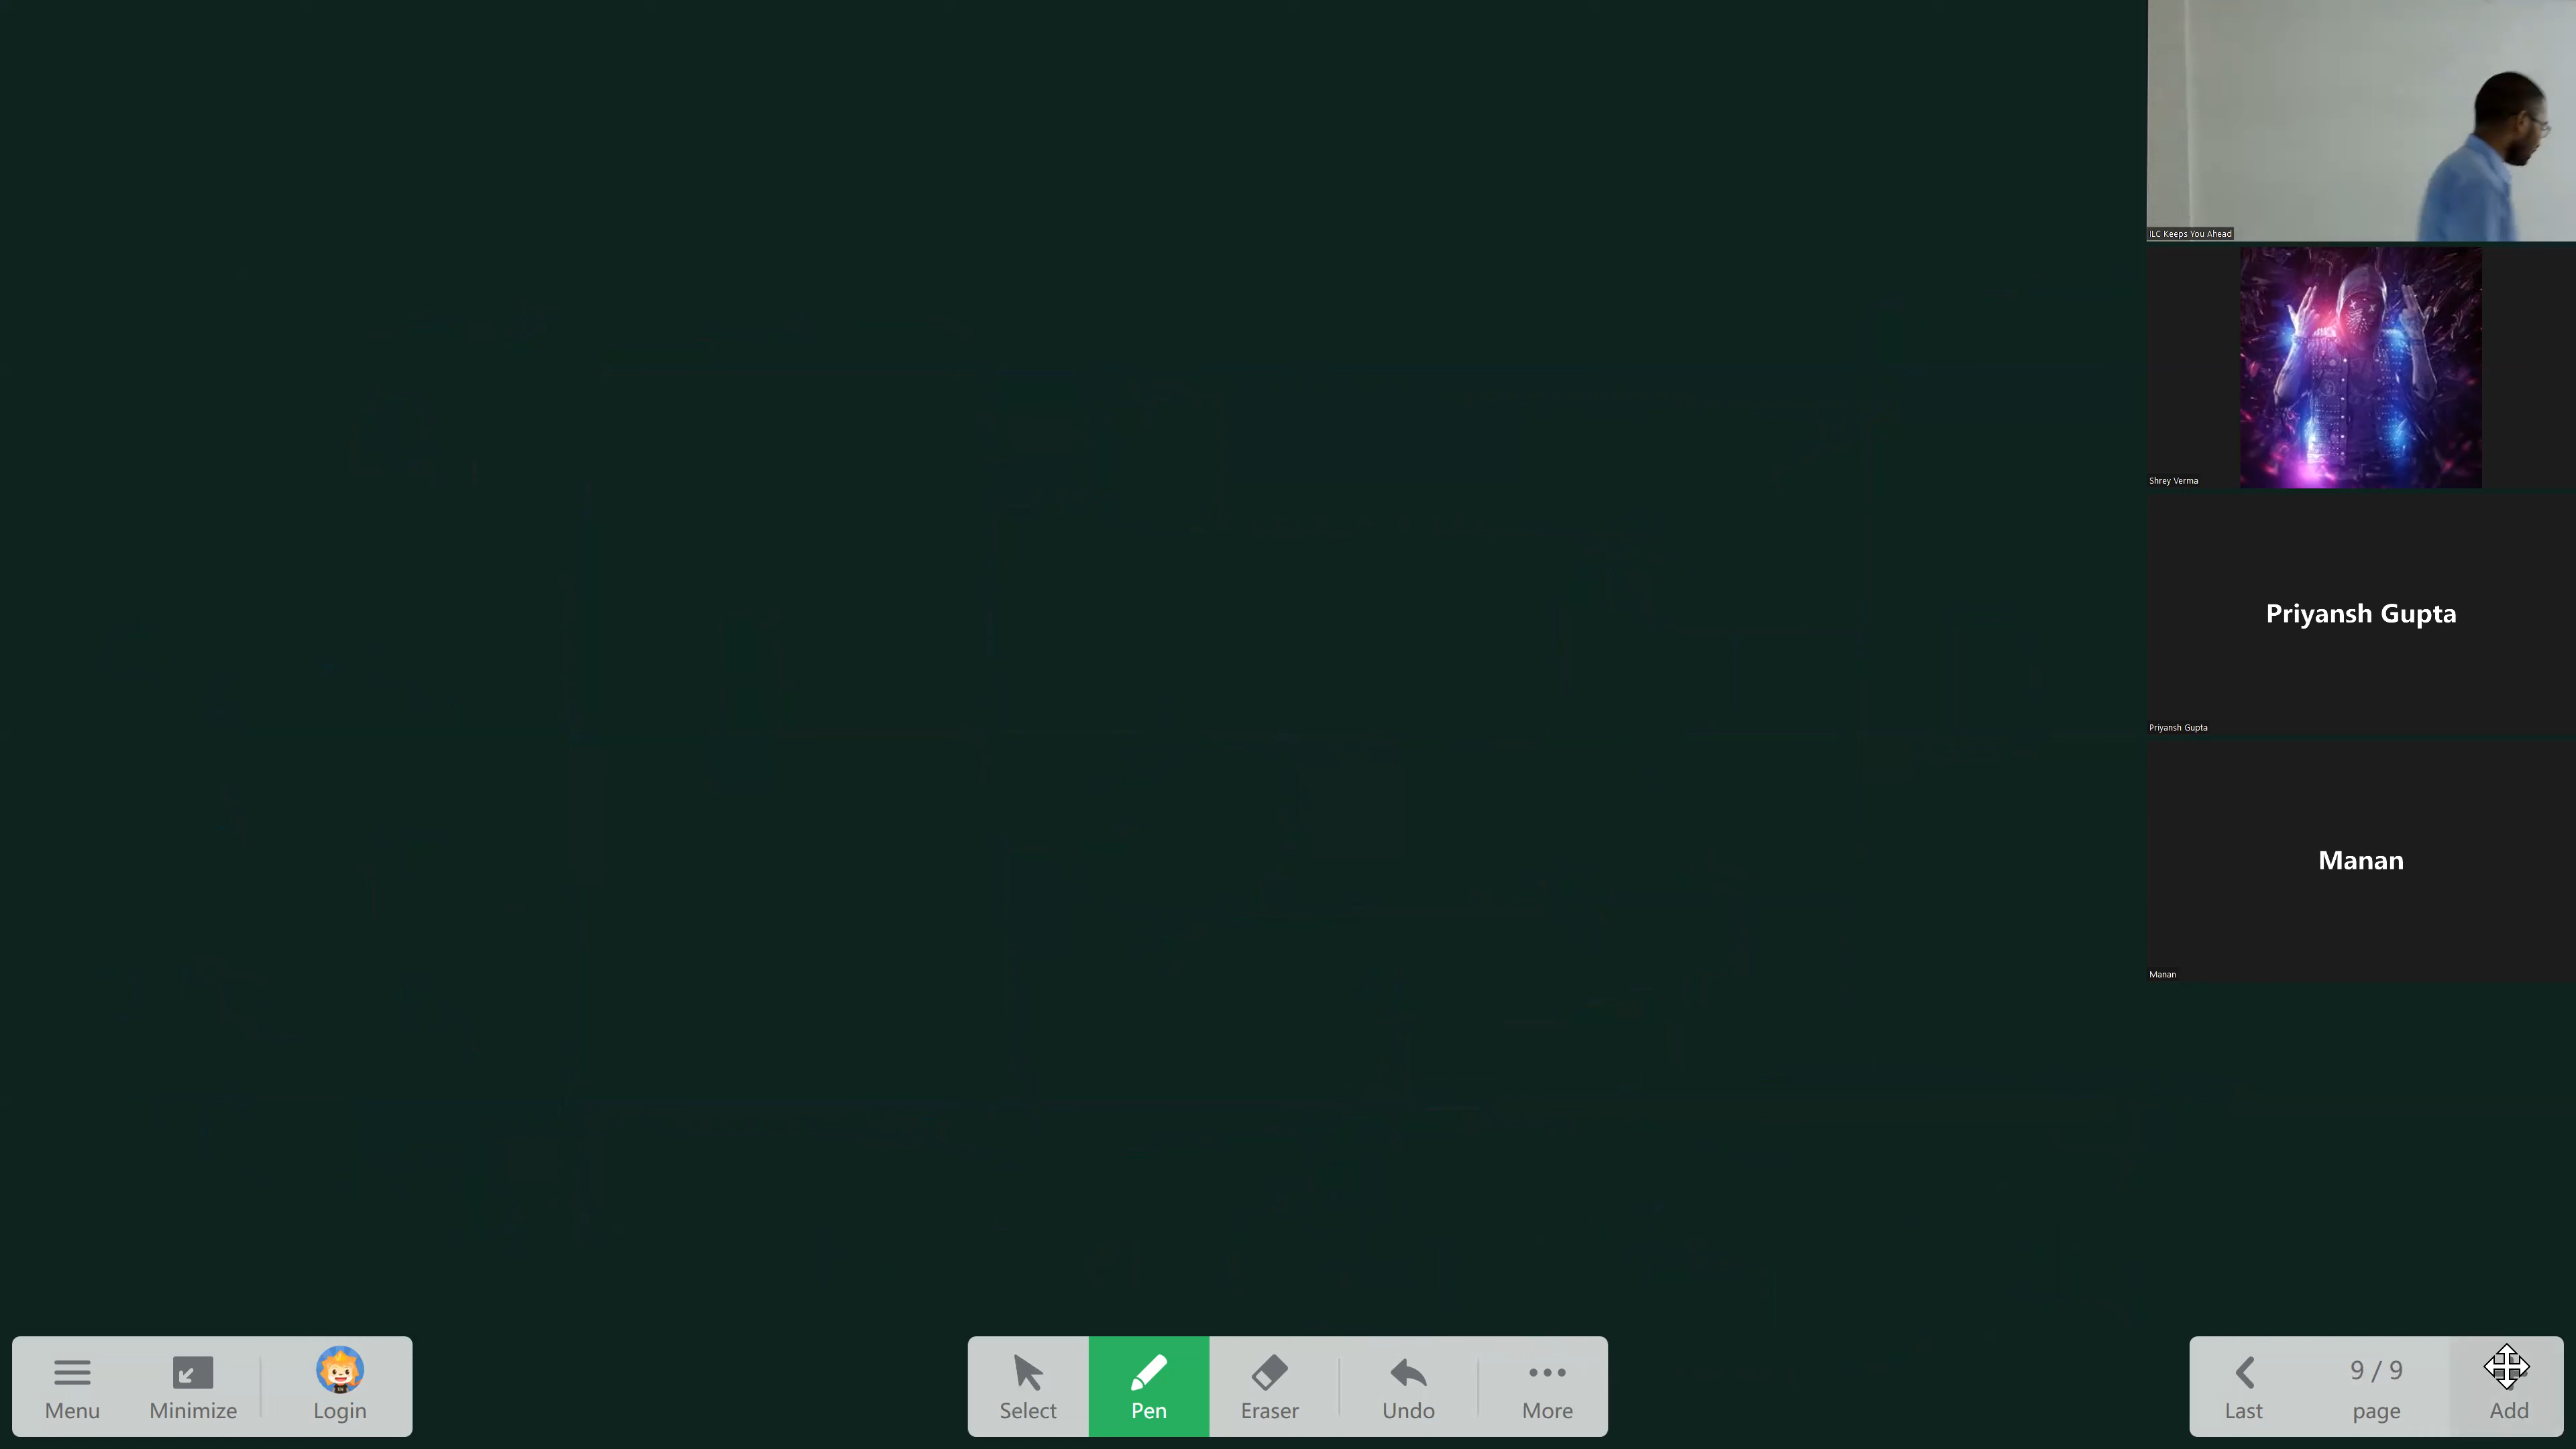 ILC Keeps You Ahead
Shrey Verma
Priyansh Gupta
Priyansh Gupta
Manan
Manan
Menu
Minimize
Login
Select
Pen
Eraser
Undo
More
Last
9 / 9
page
Add